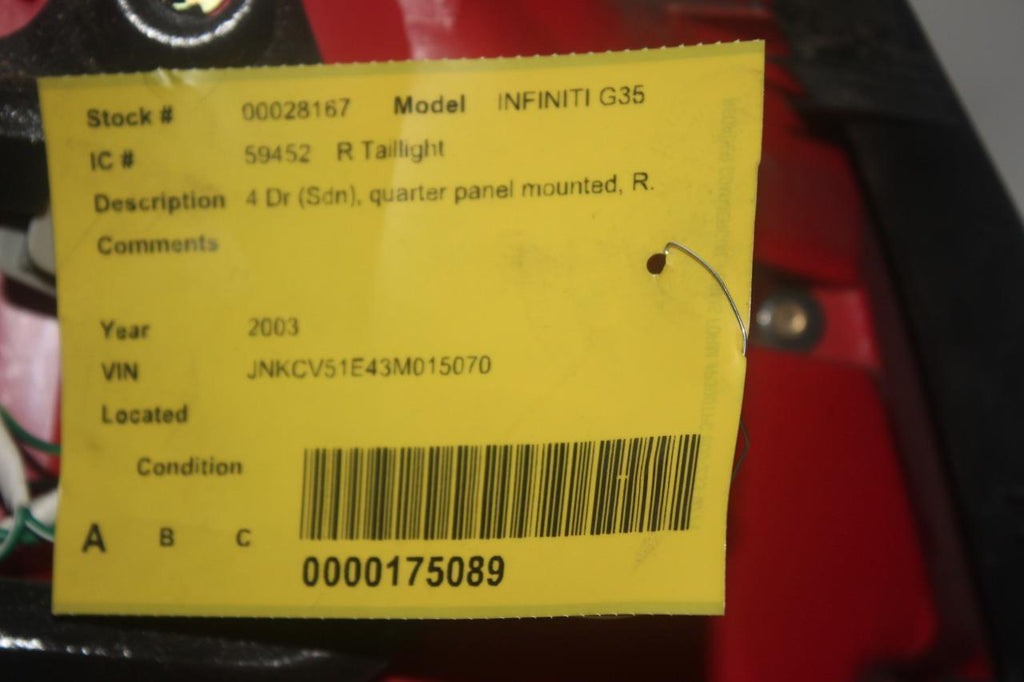 Stock # 00028167 Model INFINITI G35
IC # 59452 R Taillight
Description 4 Dr (Sdn), quarter panel mounted, R.
Comments
Year 2003
VIN JNKCV51E43M015070
Located
Condition
A B C
0000175089